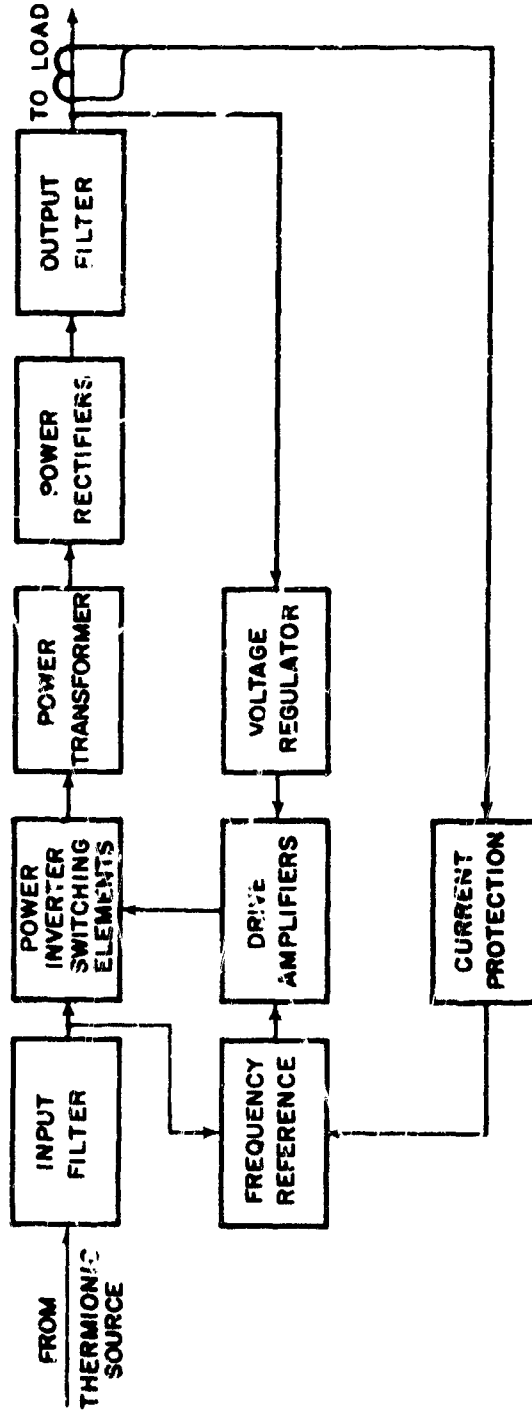 FROM
THERMIONIC
SOURCE
INPUT
FILTER
POWER
INVERTER
SWITCHING
ELEMENTS
POWER
TRANSFORMER
POWER
RECTIFIERS
OUTPUT
FILTER
TO LOAD
FREQUENCY
REFERENCE
DRIVE
AMPLIFIERS
VOLTAGE
REGULATOR
CURRENT
PROTECTION